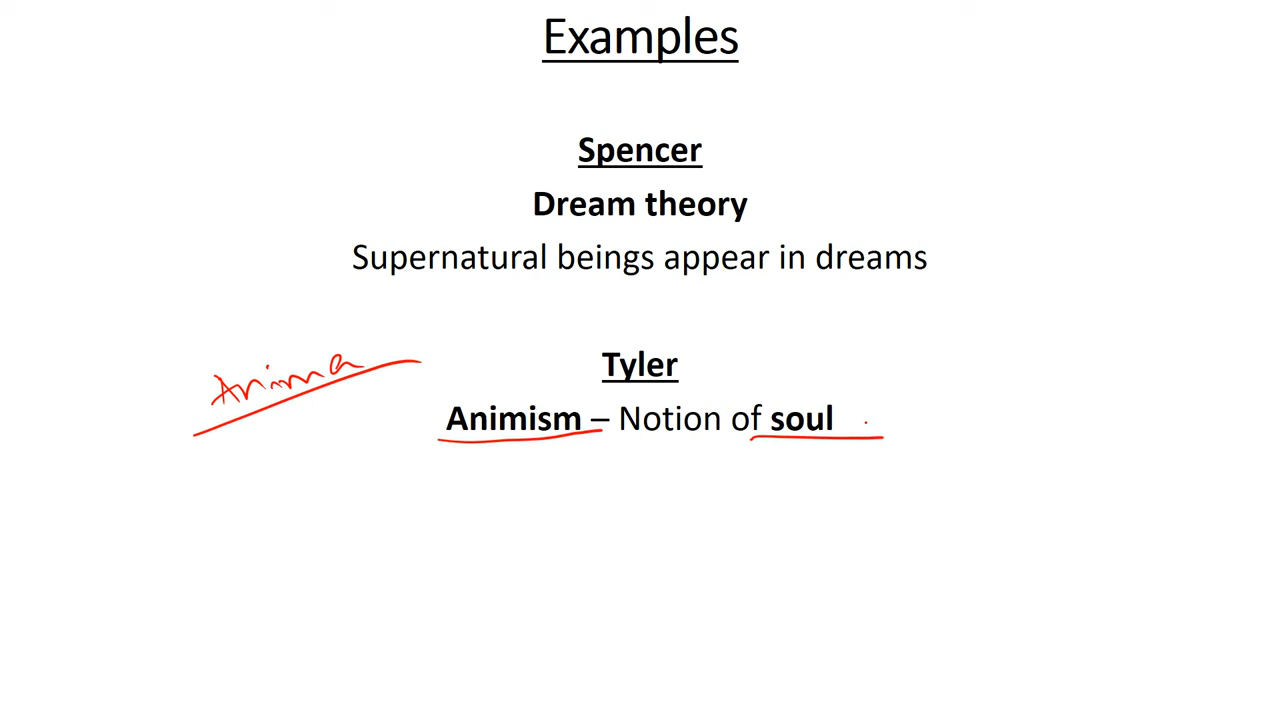 Examples
Spencer
Dream theory
Supernatural beings appear in dreams
Anima
Tyler
Animism – Notion of soul